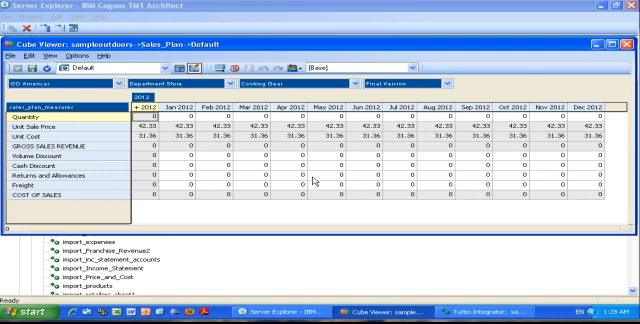 Server Explorer - IBM Cognos TM1 Architect
File Process Edit View Help
Cube Viewer: sampleoutdoors->Sales_Plan->Default
File Edit View Options Help
Default [Base]
GO Americas Department Store Cooking Gear Final Version
2012
sales_plan_measures + 2012 Jan 2012 Feb 2012 Mar 2012 Apr 2012 May 2012 Jun 2012 Jul 2012 Aug 2012 Sep 2012 Oct 2012 Nov 2012 Dec 2012
Quantity 0 0 0 0 0 0 0 0 0 0 0 0 0
Unit Sale Price 42.33 42.33 42.33 42.33 42.33 42.33 42.33 42.33 42.33 42.33 42.33 42.33 42.33
Unit Cost 31.36 31.36 31.36 31.36 31.36 31.36 31.36 31.36 31.36 31.36 31.36 31.36 31.36
GROSS SALES REVENUE 0 0 0 0 0 0 0 0 0 0 0 0 0
Volume Discount 0 0 0 0 0 0 0 0 0 0 0 0 0
Cash Discount 0 0 0 0 0 0 0 0 0 0 0 0 0
Returns and Allowances 0 0 0 0 0 0 0 0 0 0 0 0 0
Freight 0 0 0 0 0 0 0 0 0 0 0 0 0
COST OF SALES 0 0 0 0 0 0 0 0 0 0 0 0 0
0
import_expenses
import_Franchise_Revenue2
import_inc_statement_accounts
import_Income_Statement
import_Price_and_Cost
import_products
import_retailers_sheet1
Ready
start Server Explorer - IBM... Cube Viewer: sample... Turbo Integrator: sa... EN 1:28 AM